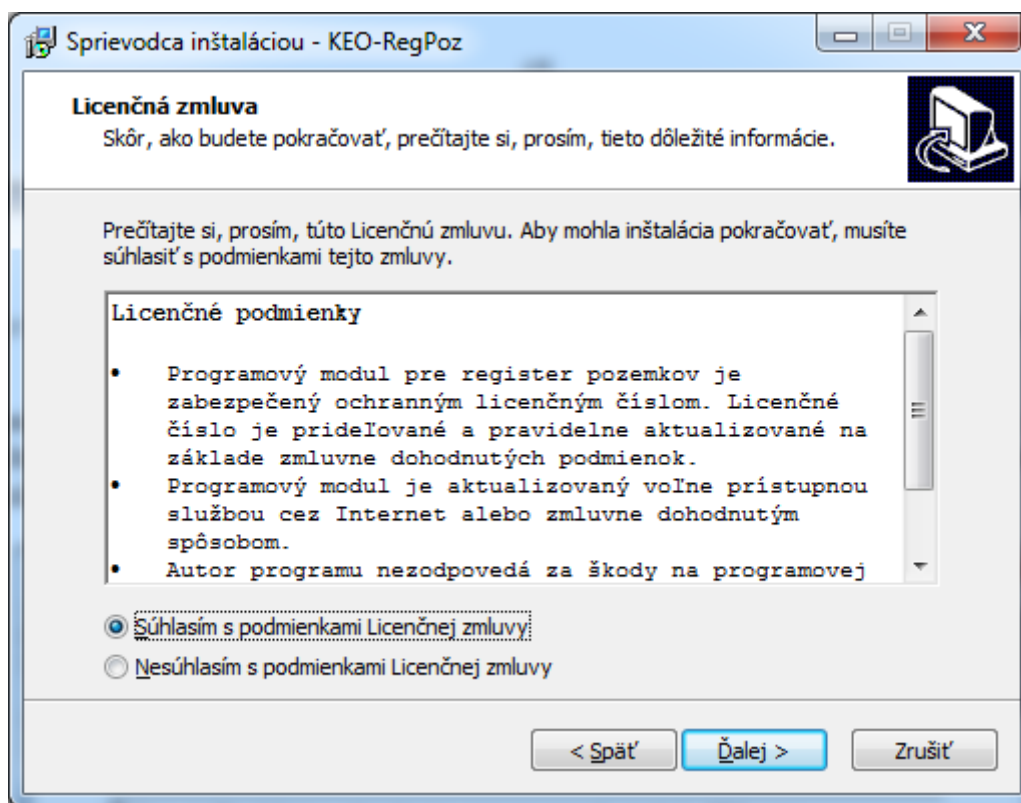 Sprievodca inštaláciou - KEO-RegPoz
Licenčná zmluva
Skôr, ako budete pokračovať, prečítajte si, prosím, tieto dôležité informácie.
Prečítajte si, prosím, túto Licenčnú zmluvu. Aby mohla inštalácia pokračovať, musíte
súhlasiť s podmienkami tejto zmluvy.
Licenčné podmienky
• Programový modul pre register pozemkov je
zabezpečený ochranným licenčným číslom. Licenčné
číslo je prideľované a pravidelne aktualizované na
základe zmluvne dohodnutých podmienok.
• Programový modul je aktualizovaný voľne prístupnou
službou cez Internet alebo zmluvne dohodnutým
spôsobom.
• Autor programu nezodpovedá za škody na programovej
Súhlasím s podmienkami Licenčnej zmluvy
Nesúhlasím s podmienkami Licenčnej zmluvy
< Späť
Ďalej >
Zrušiť